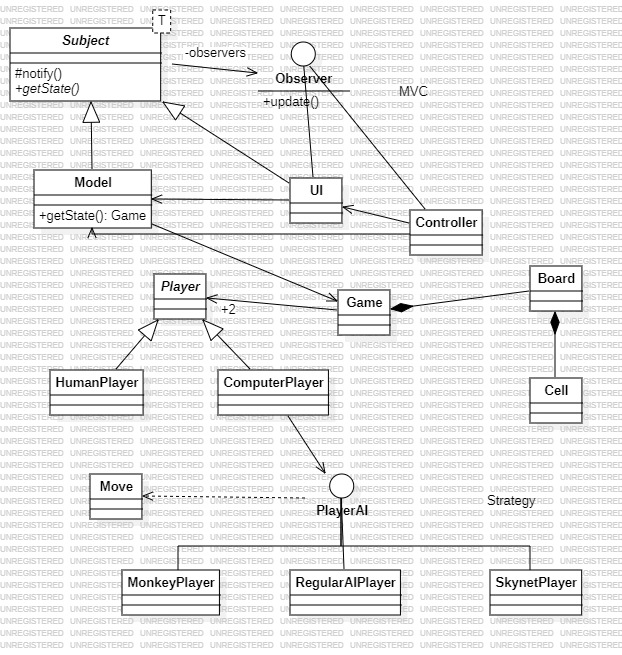 T
Subject
#notify()
+getState()
-observers
Observer
+update()
MVC
Model
+getState(): Game
UI
Controller
Player
+2
Game
Board
HumanPlayer
ComputerPlayer
Cell
Move
PlayerAI
Strategy
MonkeyPlayer
RegularAIPlayer
SkynetPlayer
UNREGISTERED